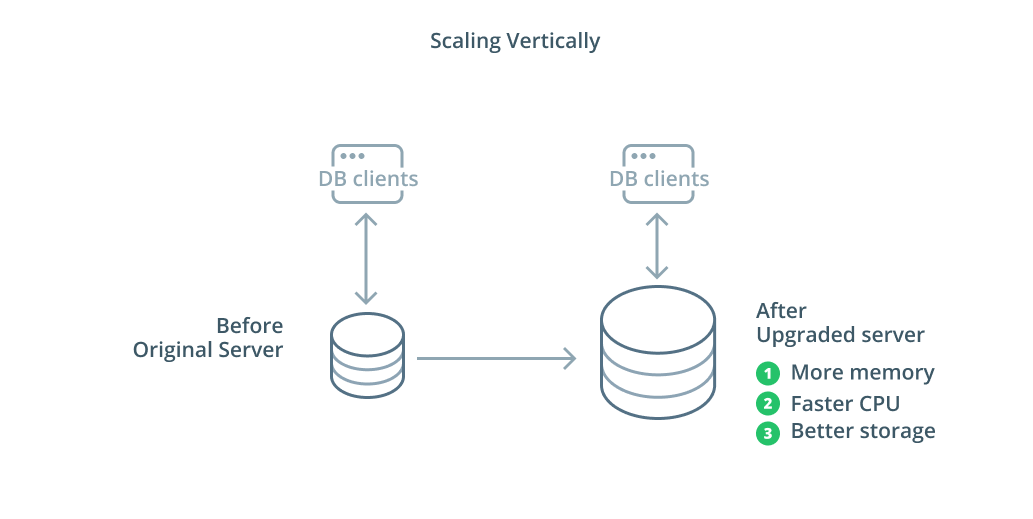 Scaling Vertically
DB clients
DB clients
Before
Original Server
After
Upgraded server
1 More memory
2 Faster CPU
3 Better storage